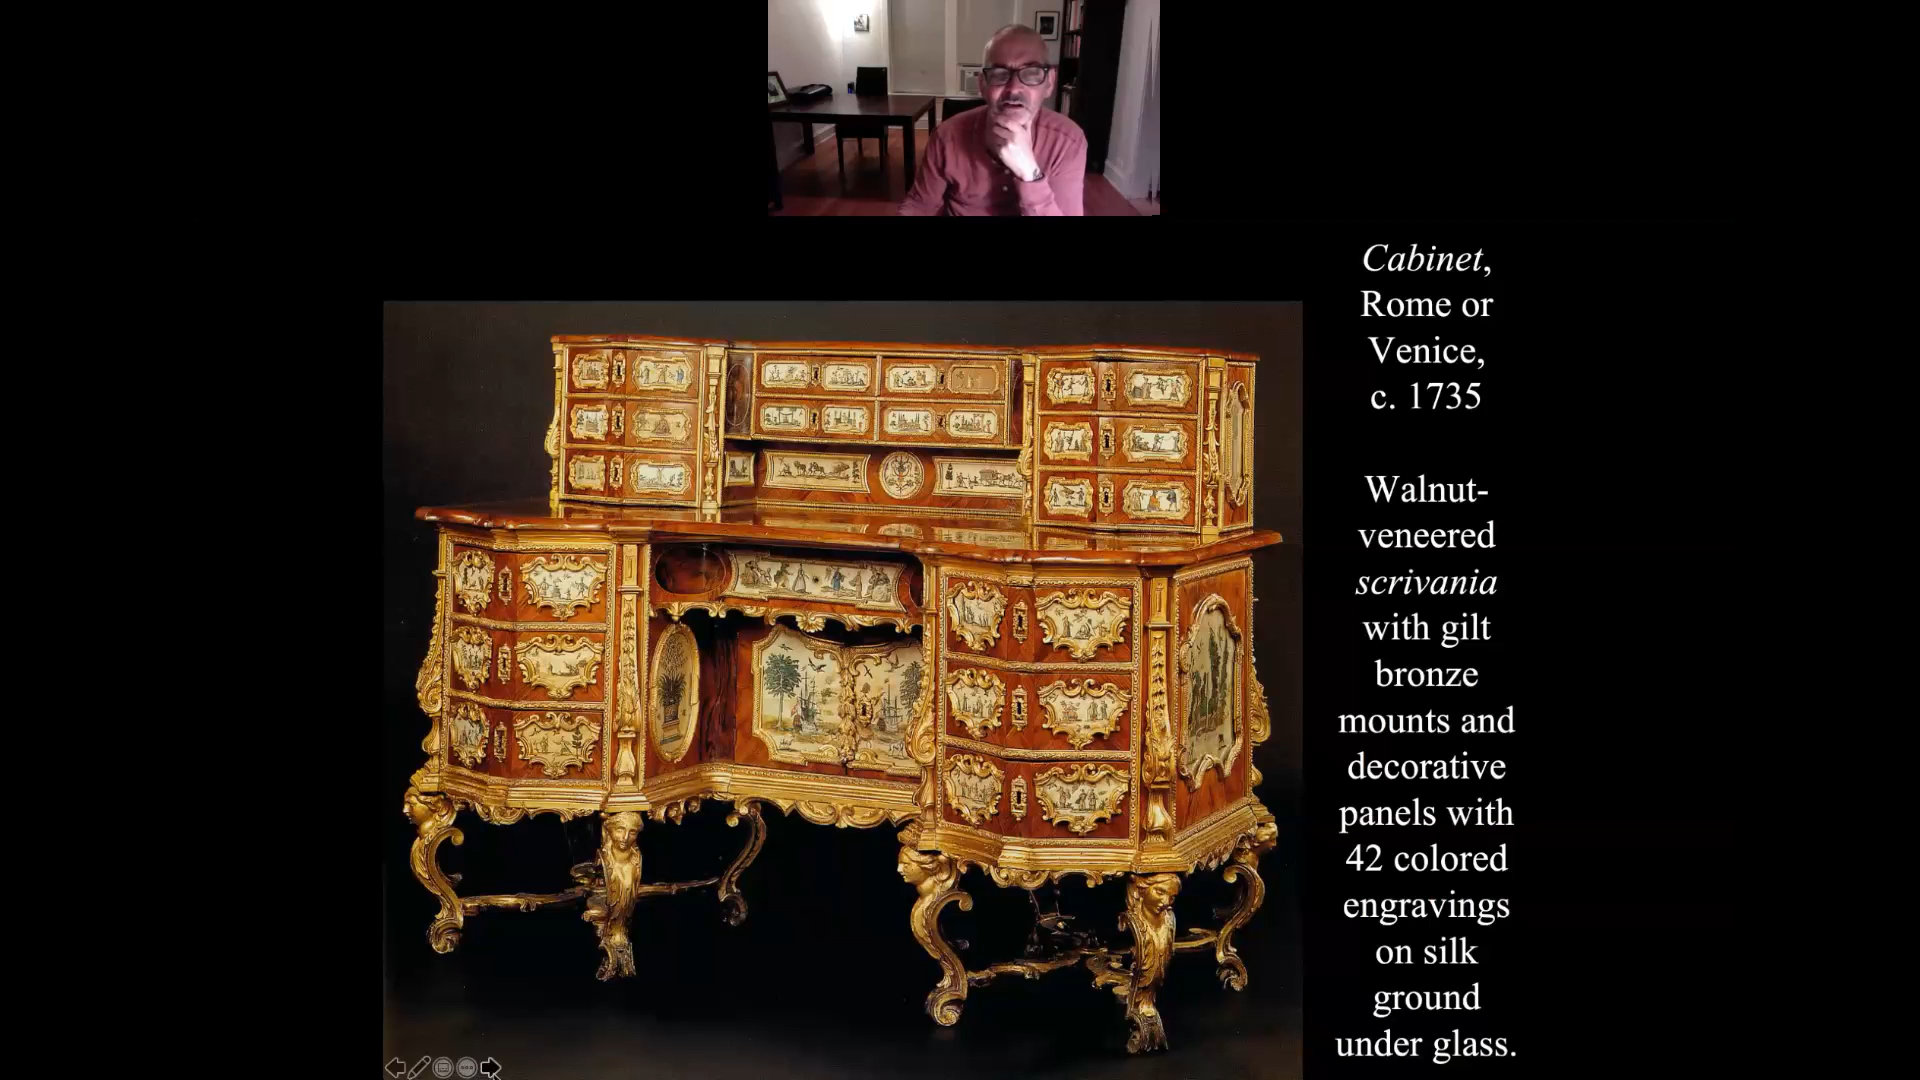 Cabinet,
Rome or
Venice,
c. 1735
Walnut-
veneered
scrivania
with gilt
bronze
mounts and
decorative
panels with
42 colored
engravings
on silk
ground
under glass.